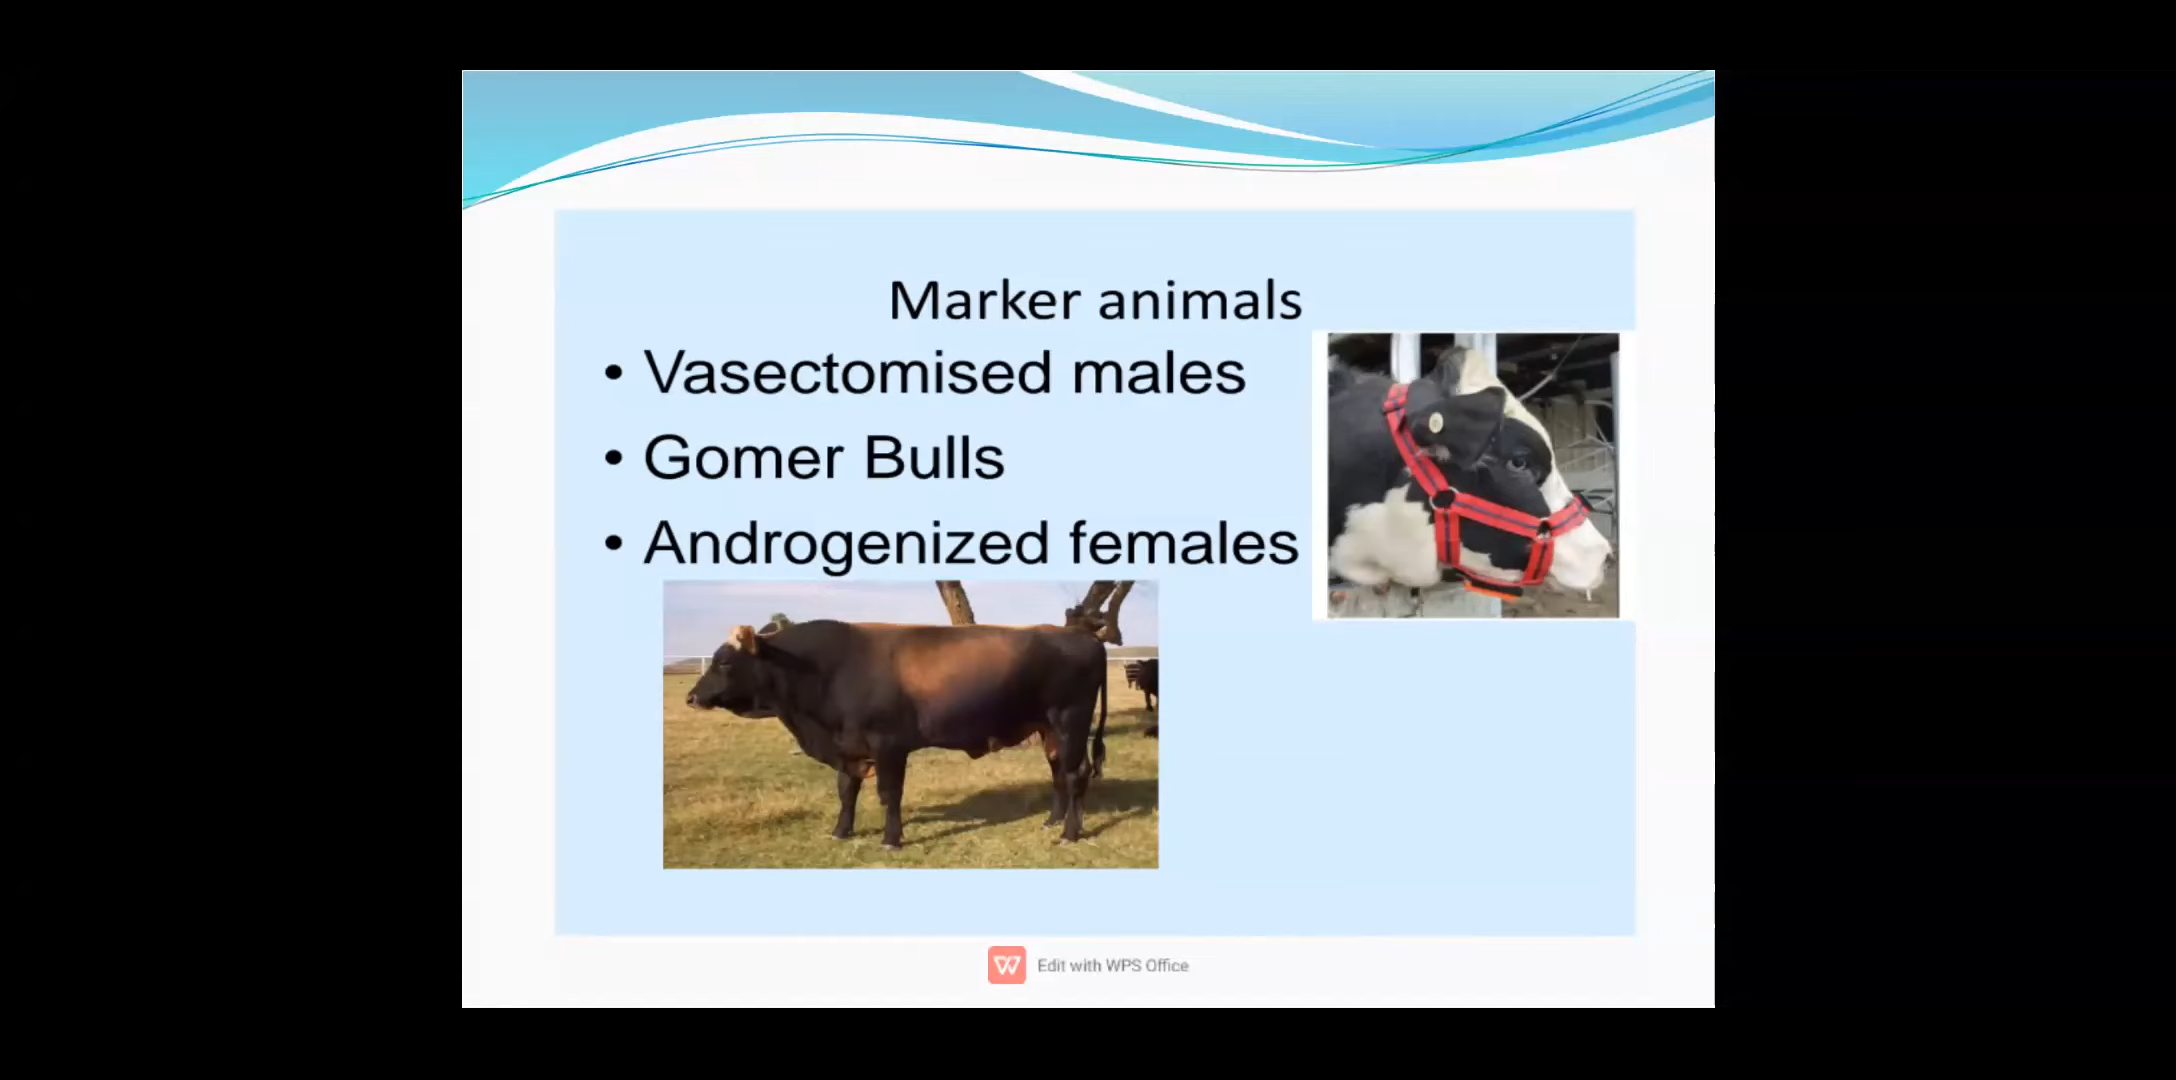 Marker animals
• Vasectomised males
• Gomer Bulls
• Androgenized females
Edit with WPS Office